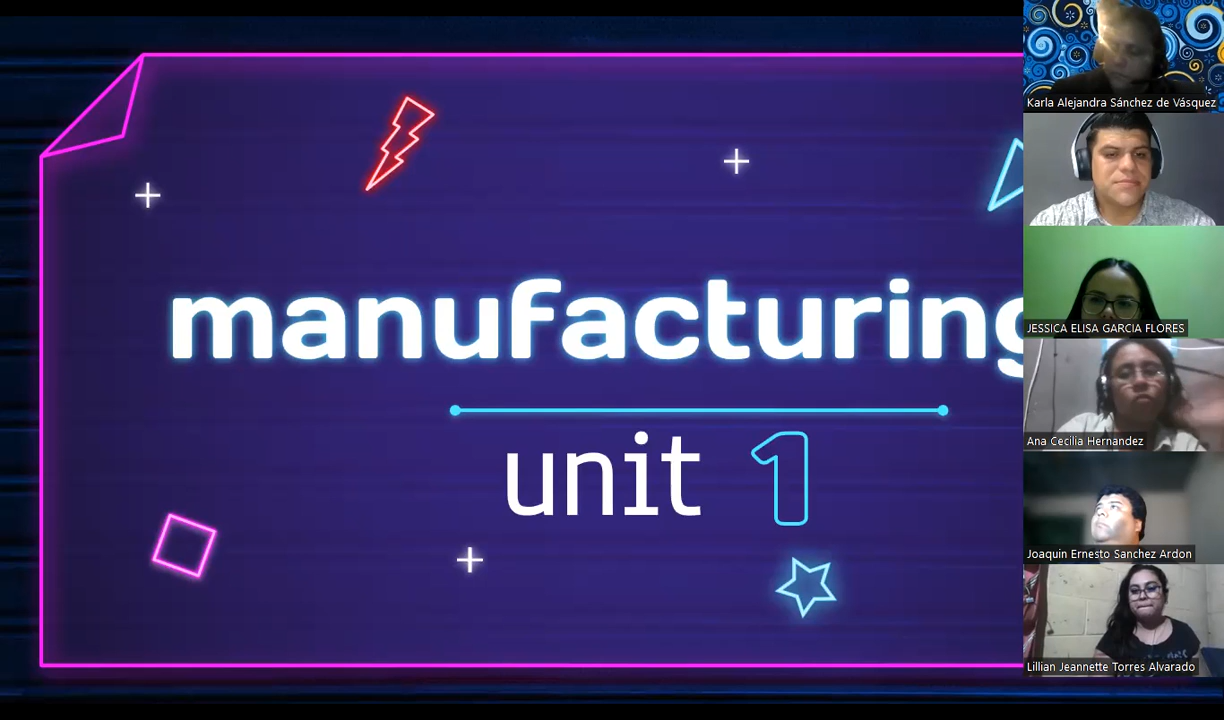 manufacturing
unit 1
Karla Alejandra Sánchez de Vásquez
JESSICA ELISA GARCIA FLORES
Ana Cecilia Hernandez
Joaquin Ernesto Sanchez Ardon
Lillian Jeannette Torres Alvarado